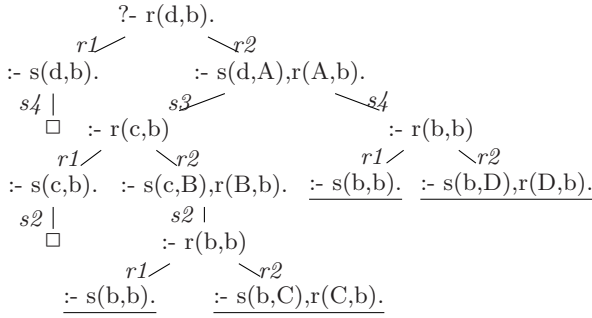 ?- r(d,b).
r1 r2
:- s(d,b). :- s(d,A),r(A,b).
s4 s3 s4
□ :- r(c,b) :- r(b,b)
r1 r2 r1 r2
:- s(c,b). :- s(c,B),r(B,b). :- s(b,b). :- s(b,D),r(D,b).
s2 s2
□ :- r(b,b)
r1 r2
:- s(b,b). :- s(b,C),r(C,b).